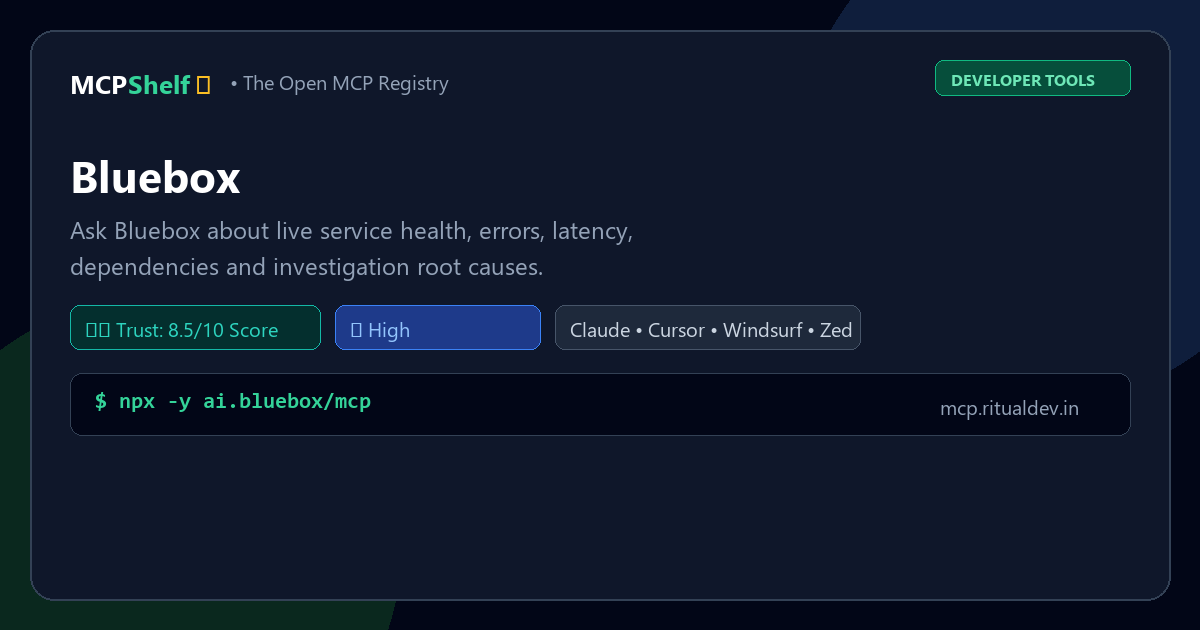 MCPShelf • The Open MCP Registry
DEVELOPER TOOLS
Bluebox
Ask Bluebox about live service health, errors, latency,
dependencies and investigation root causes.
Trust: 8.5/10 Score
High
Claude • Cursor • Windsurf • Zed
$ npx -y ai.bluebox/mcp
mcp.ritualdev.in